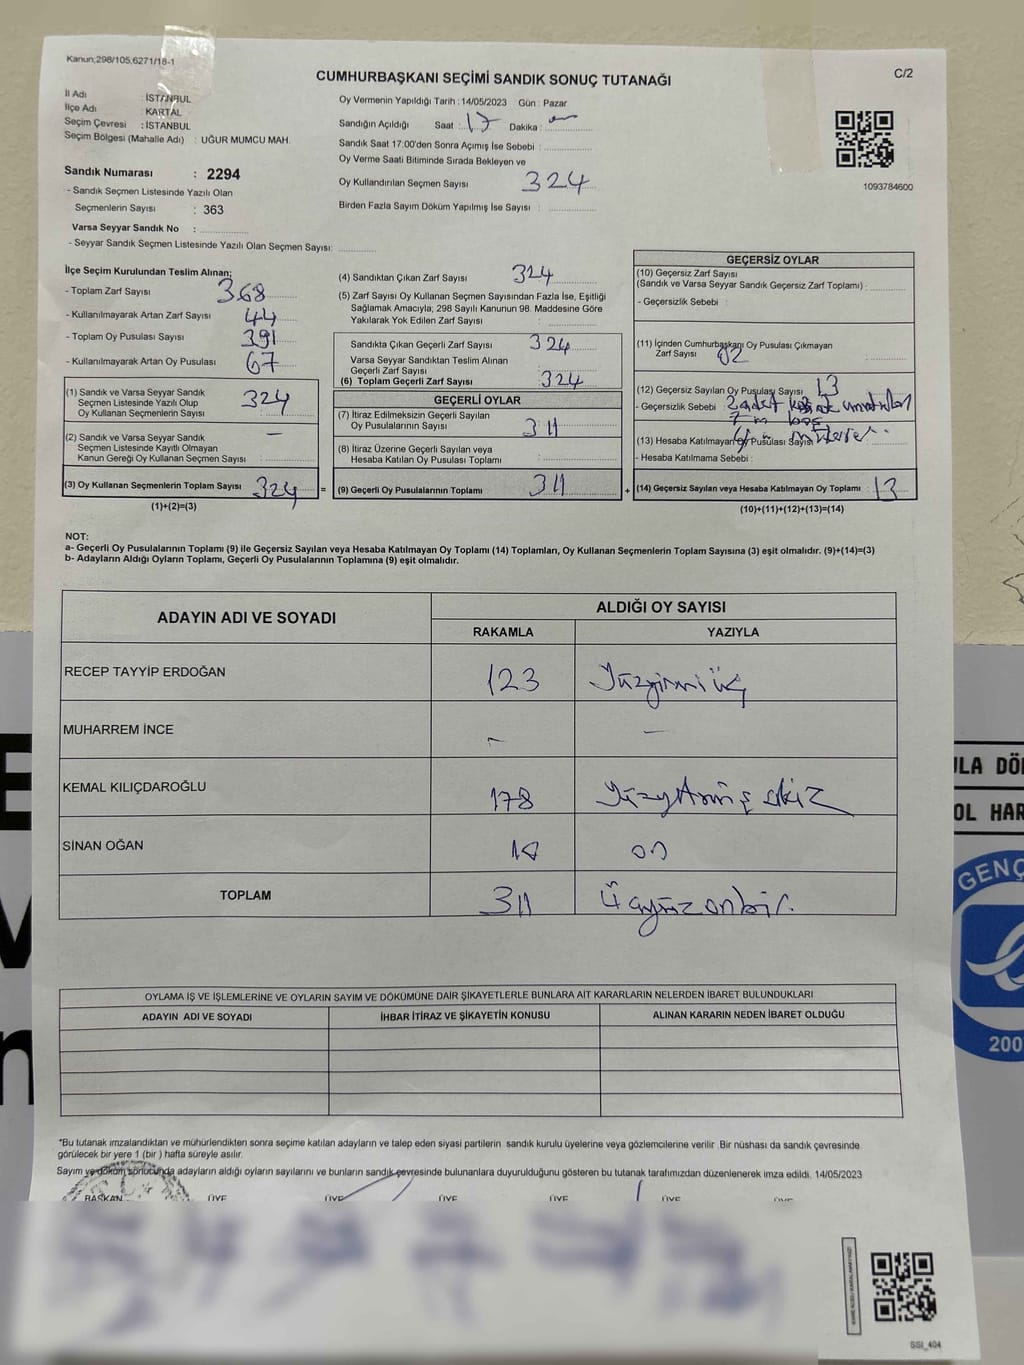 Kanun;298/105,6271/18-1
C/2
CUMHURBAŞKANI SEÇİMİ SANDIK SONUÇ TUTANAĞI
İl Adı : İSTANBUL
İlçe Adı : KARTAL
Seçim Çevresi : İSTANBUL
Seçim Bölgesi (Mahalle Adı) : UĞUR MUMCU MAH.
Sandık Numarası : 2294
- Sandık Seçmen Listesinde Yazılı Olan
Seçmenlerin Sayısı : 363
Varsa Seyyar Sandık No :
- Seyyar Sandık Seçmen Listesinde Yazılı Olan Seçmen Sayısı:
Oy Vermenin Yapıldığı Tarih : 14/05/2023 Gün : Pazar
Sandığın Açıldığı Saat : 17 Dakika : —
Sandık Saat 17:00'den Sonra Açımış İse Sebebi :
Oy Verme Saati Bitiminde Sırada Bekleyen ve
Oy Kullandırılan Seçmen Sayısı 324
Birden Fazla Sayım Döküm Yapılmış İse Sayısı :
1093784600
İlçe Seçim Kurulundan Teslim Alınan;
- Toplam Zarf Sayısı 368
- Kullanılmayarak Artan Zarf Sayısı 44
- Toplam Oy Pusulası Sayısı 391
- Kullanılmayarak Artan Oy Pusulası 67
(1) Sandık ve Varsa Seyyar Sandık
Seçmen Listesinde Yazılı Olup
Oy Kullanan Seçmenlerin Sayısı : 324
(2) Sandık ve Varsa Seyyar Sandık
Seçmen Listesinde Kayıtlı Olmayan
Kanun Gereği Oy Kullanan Seçmen Sayısı : —
(3) Oy Kullanan Seçmenlerin Toplam Sayısı 324 =
(1)+(2)=(3)
(4) Sandıktan Çıkan Zarf Sayısı 324
(5) Zarf Sayısı Oy Kullanan Seçmen Sayısından Fazla İse, Eşitliği
Sağlamak Amacıyla; 298 Sayılı Kanunun 98. Maddesine Göre
Yakılarak Yok Edilen Zarf Sayısı :
Sandıkta Çıkan Geçerli Zarf Sayısı : 324
Varsa Seyyar Sandıktan Teslim Alınan
Geçerli Zarf Sayısı :
(6) Toplam Geçerli Zarf Sayısı : 324
GEÇERLİ OYLAR
(7) İtiraz Edilmeksizin Geçerli Sayılan
Oy Pusulalarının Sayısı : 311
(8) İtiraz Üzerine Geçerli Sayılan veya
Hesaba Katılan Oy Pusulası Toplamı :
(9) Geçerli Oy Pusulalarının Toplamı : 311 +
GEÇERSİZ OYLAR
(10) Geçersiz Zarf Sayısı
(Sandık ve Varsa Seyyar Sandık Geçersiz Zarf Toplamı) :
- Geçersizlik Sebebi :
(11) İçinden Cumhurbaşkanı Oy Pusulası Çıkmayan
Zarf Sayısı : 02
(12) Geçersiz Sayılan Oy Pusulası Sayısı : 13
- Geçersizlik Sebebi : 2 adet
boş
(13) Hesaba Katılmayan Oy Pusulası Sayısı
- Hesaba Katılmama Sebebi :
(14) Geçersiz Sayılan veya Hesaba Katılmayan Oy Toplamı : 13
(10)+(11)+(12)+(13)=(14)
NOT:
a- Geçerli Oy Pusulalarının Toplamı (9) ile Geçersiz Sayılan veya Hesaba Katılmayan Oy Toplamı (14) Toplamları, Oy Kullanan Seçmenlerin Toplam Sayısına (3) eşit olmalıdır. (9)+(14)=(3)
b- Adayların Aldığı Oyların Toplamı, Geçerli Oy Pusulalarının Toplamına (9) eşit olmalıdır.
ADAYIN ADI VE SOYADI ALDIĞI OY SAYISI
RAKAMLA YAZIYLA
RECEP TAYYİP ERDOĞAN 123 Yüzyirmi üç
MUHARREM İNCE – —
KEMAL KILIÇDAROĞLU 178 Yüzyetmiş sekiz
SİNAN OĞAN 10 on
TOPLAM 311 Üçyüzonbir.
OYLAMA İŞ VE İŞLEMLERİNE VE OYLARIN SAYIM VE DÖKÜMÜNE DAİR ŞİKAYETLERLE BUNLARA AİT KARARLARIN NELERDEN İBARET BULUNDUKLARI
ADAYIN ADI VE SOYADI İHBAR İTİRAZ VE ŞİKAYETİN KONUSU ALINAN KARARIN NEDEN İBARET OLDUĞU
*Bu tutanak imzalandıktan ve mühürlendikten sonra seçime katılan adayların ve talep eden siyasi partilerin sandık kurulu üyelerine veya gözlemcilerine verilir. Bir nüshası da sandık çevresinde
görülecek bir yere 1 (bir ) hafta süreyle asılır.
Sayım ve döküm sonucunda adayların aldığı oyların sayılarını ve bunların sandık çevresinde bulunanlara duyurulduğunu gösteren bu tutanak tarafımızdan düzenlenerek imza edildi. 14/05/2023
BAŞKAN ÜYE ÜYE ÜYE ÜYE ÜYE ÜYE
SSI_404
ULA DÖ
OL HAR
GENÇ
200